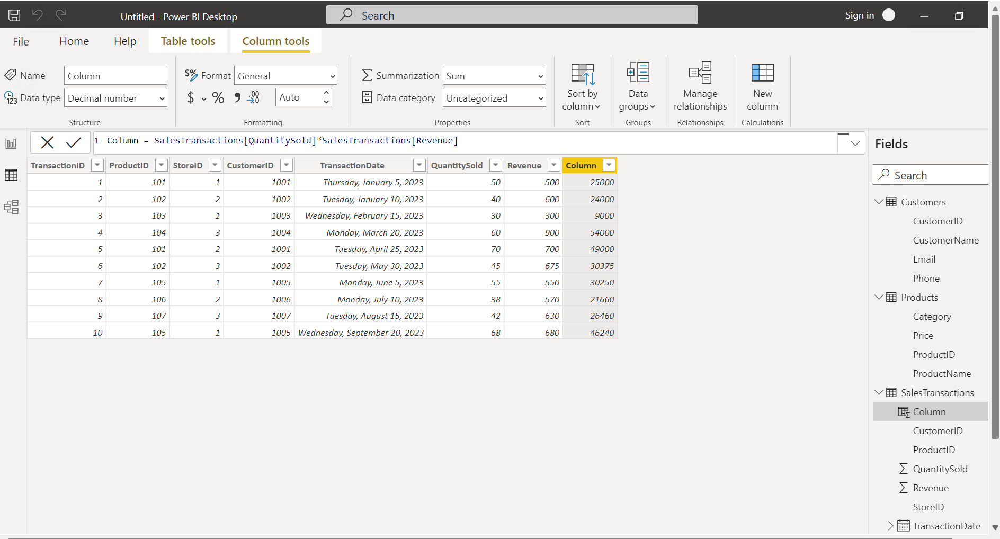 Untitled - Power BI Desktop
Search
Sign in
File Home Help Table tools Column tools
Name Column
Data type Decimal number
Structure
Format General
$ % 9 .00 →.0 Auto
Formatting
Summarization Sum
Data category Uncategorized
Properties
Sort by
column
Sort
Data
groups
Groups
Manage
relationships
Relationships
New
column
Calculations
1 Column = SalesTransactions[QuantitySold]*SalesTransactions[Revenue]
TransactionID ProductID StoreID CustomerID TransactionDate QuantitySold Revenue Column
1 101 1 1001 Thursday, January 5, 2023 50 500 25000
2 102 2 1002 Tuesday, January 10, 2023 40 600 24000
3 103 1 1003 Wednesday, February 15, 2023 30 300 9000
4 104 3 1004 Monday, March 20, 2023 60 900 54000
5 101 2 1001 Tuesday, April 25, 2023 70 700 49000
6 102 3 1002 Tuesday, May 30, 2023 45 675 30375
7 105 1 1005 Monday, June 5, 2023 55 550 30250
8 106 2 1006 Monday, July 10, 2023 38 570 21660
9 107 3 1007 Tuesday, August 15, 2023 42 630 26460
10 105 1 1005 Wednesday, September 20, 2023 68 680 46240
Fields
Search
Customers
CustomerID
CustomerName
Email
Phone
Products
Category
Price
ProductID
ProductName
SalesTransactions
Column
CustomerID
ProductID
QuantitySold
Revenue
StoreID
TransactionDate